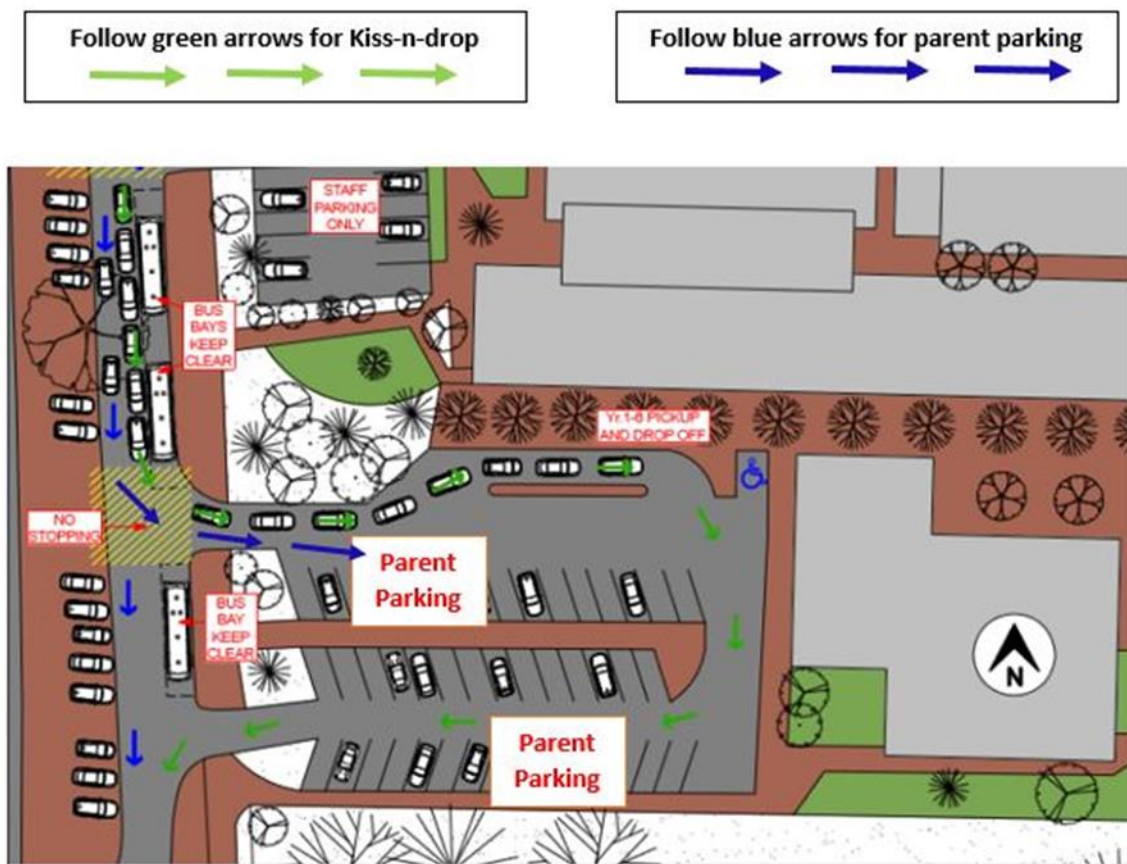 Follow green arrows for Kiss-n-drop
Follow blue arrows for parent parking
STAFF
PARKING
ONLY
BUS
BAYS
KEEP
CLEAR
Yr.1-6 PICKUP
AND DROP OFF
NO
STOPPING
Parent
Parking
BUS
BAY
KEEP
CLEAR
N
Parent
Parking